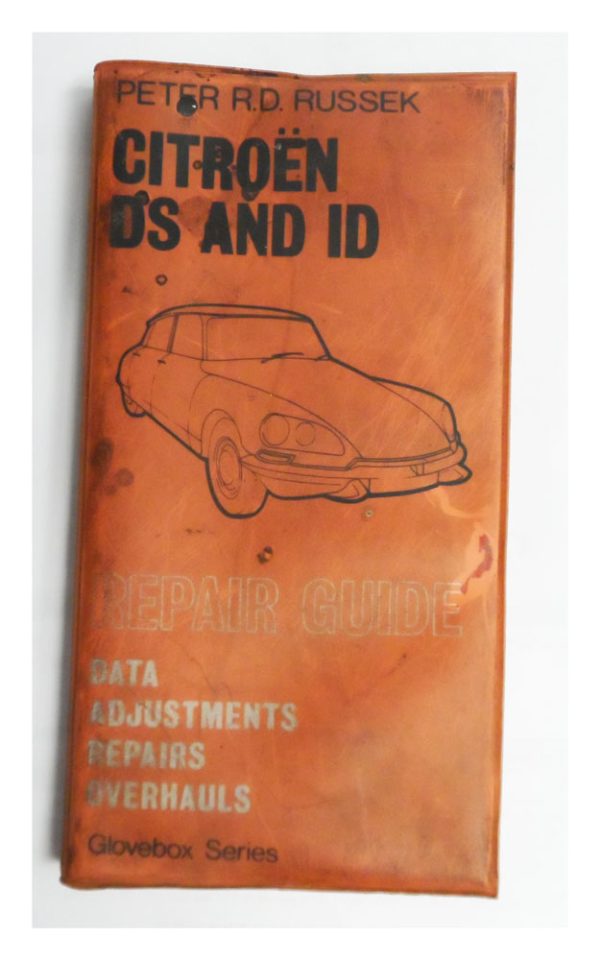 PETER R.D. RUSSEK
CITROËN
DS AND ID
REPAIR GUIDE
DATA
ADJUSTMENTS
REPAIRS
OVERHAULS
Glovebox Series